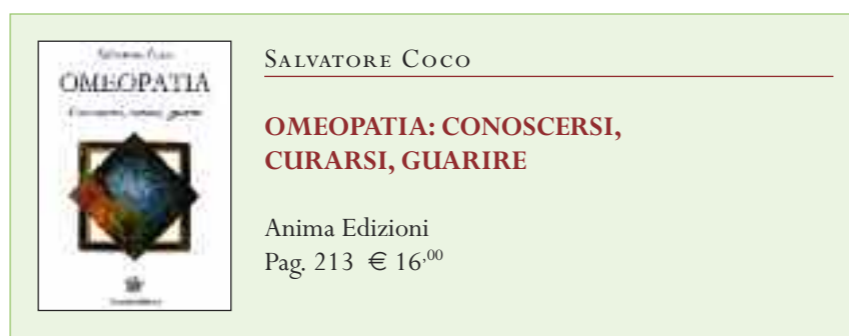 OMEOPATIA
Salvatore Coco
OMEOPATIA: CONOSCERSI,
CURARSI, GUARIRE
Anima Edizioni
Pag. 213 € 16,00